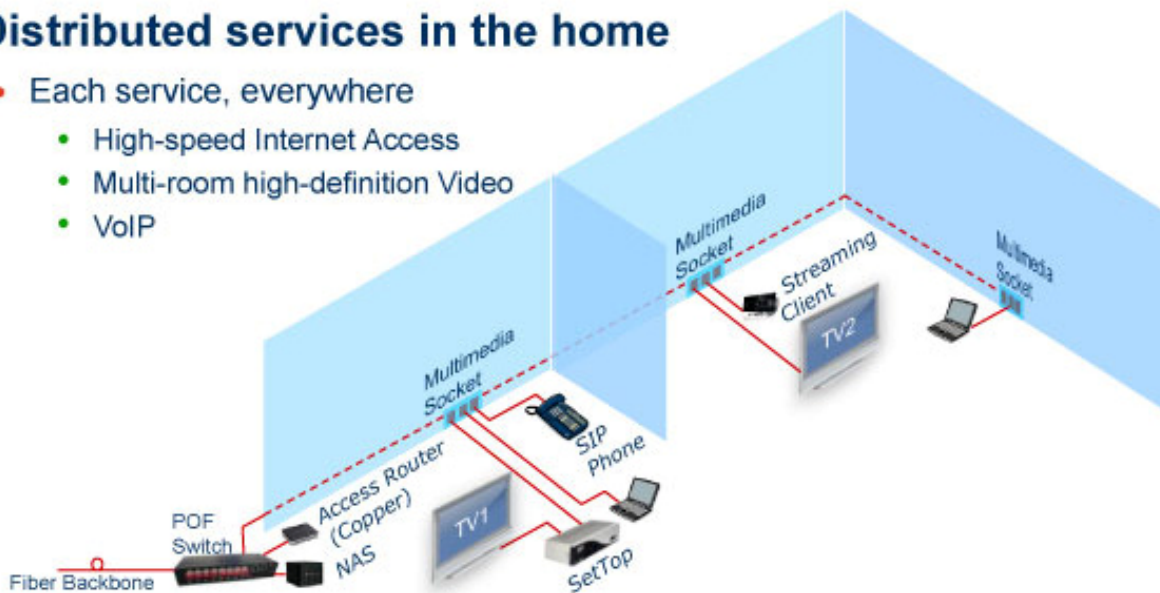 Distributed services in the home
Each service, everywhere
High-speed Internet Access
Multi-room high-definition Video
VoIP
Multimedia
Socket
Streaming
Client
TV2
Multimedia
Socket
Multimedia
Socket
SIP
Phone
Access Router
(Copper)
TV1
SetTop
POF
Switch
NAS
Fiber Backbone